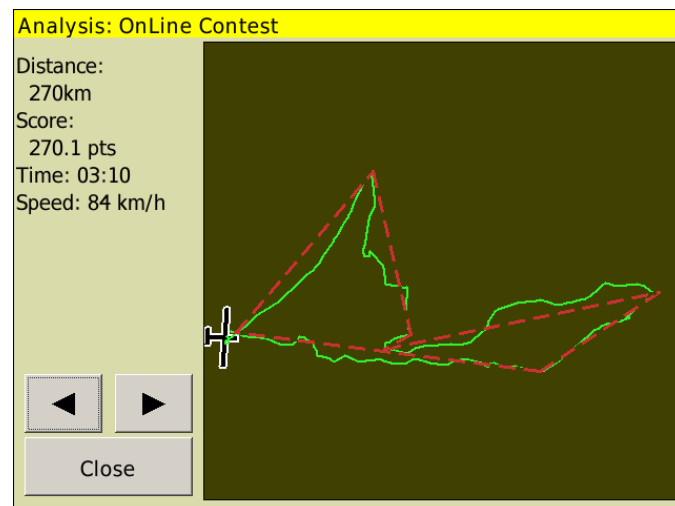 Analysis: OnLine Contest
Distance:
270km
Score:
270.1 pts
Time: 03:10
Speed: 84 km/h
Close